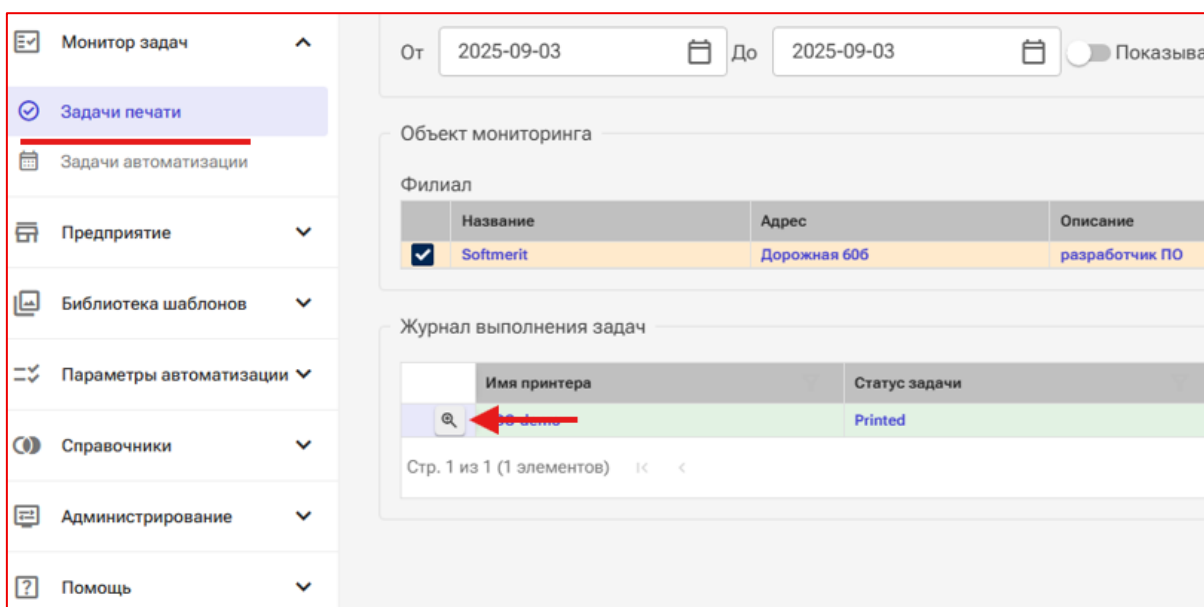 Монитор задач
Задачи печати
Задачи автоматизации
Предприятие
Библиотека шаблонов
Параметры автоматизации
Справочники
Администрирование
Помощь
От 2025-09-03 До 2025-09-03 Показыва
Объект мониторинга
Филиал
Название Адрес Описание
Softmerit Дорожная 60б разработчик ПО
Журнал выполнения задач
Имя принтера Статус задачи
Printed
Стр. 1 из 1 (1 элементов)